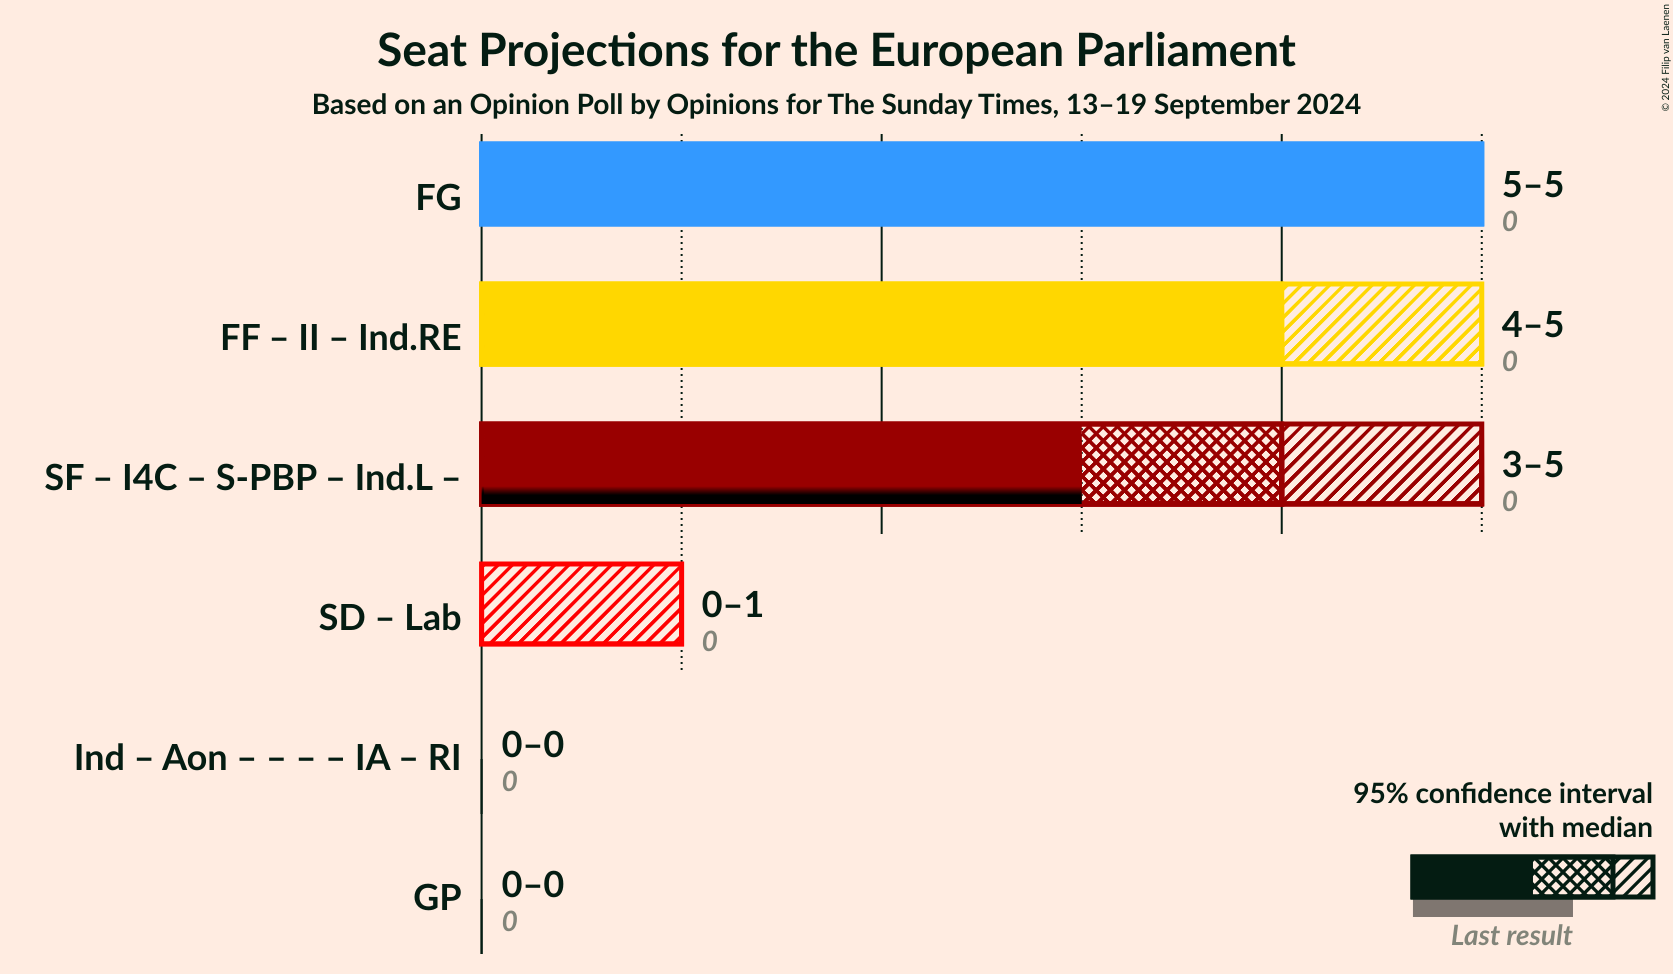 Seat Projections for the European Parliament
Based on an Opinion Poll by Opinions for The Sunday Times, 13–19 September 2024
© 2024 Filip van Laenen
FG
5–5
0
FF – II – Ind.RE
4–5
0
SF – I4C – S-PBP – Ind.L –
3–5
0
SD – Lab
0–1
0
Ind – Aon – – – – IA – RI
0–0
0
GP
0–0
0
95% confidence interval
with median
Last result